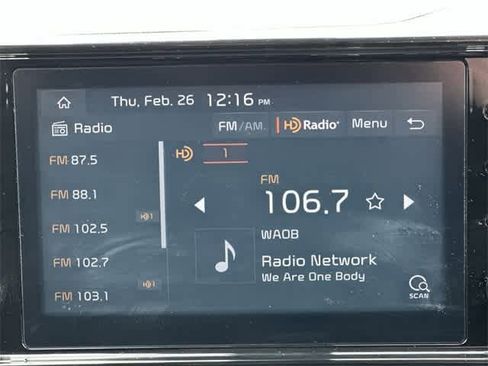 Thu, Feb. 26 12:16 PM
Radio FM/AM HD Radio Menu
FM 87.5
FM 88.1
FM 102.5 HD1
FM 102.7
FM 103.1 HD1
HD 1
FM
106.7
WAOB
Radio Network
We Are One Body
SCAN